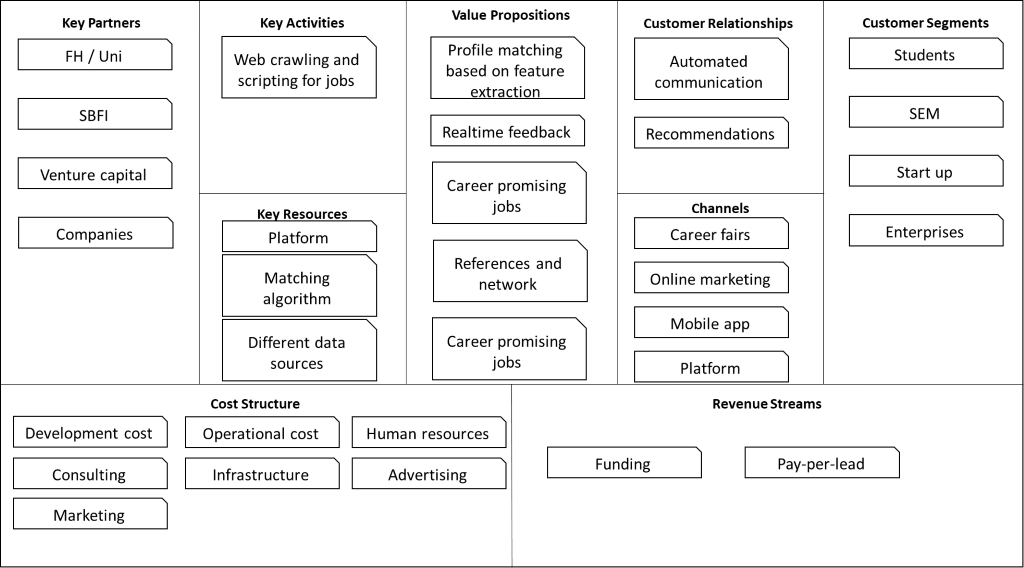 Key Partners
FH / Uni
SBFI
Venture capital
Companies
Key Activities
Web crawling and
scripting for jobs
Key Resources
Platform
Matching
algorithm
Different data
sources
Value Propositions
Profile matching
based on feature
extraction
Realtime feedback
Career promising
jobs
References and
network
Career promising
jobs
Customer Relationships
Automated
communication
Recommendations
Channels
Career fairs
Online marketing
Mobile app
Platform
Customer Segments
Students
SEM
Start up
Enterprises
Cost Structure
Development cost
Operational cost
Human resources
Consulting
Infrastructure
Advertising
Marketing
Revenue Streams
Funding
Pay-per-lead